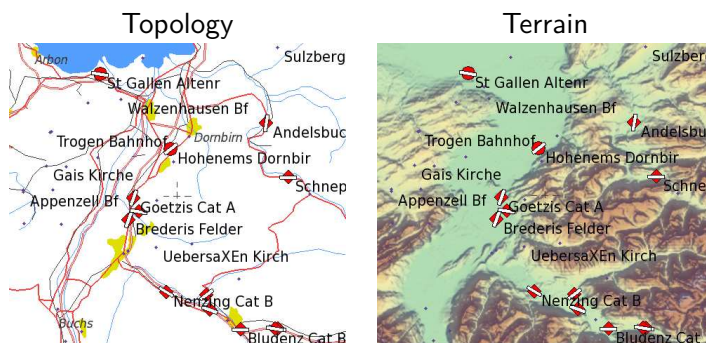 Topology
Terrain
Arbon
Sulzberg
St Gallen Altenr
Walzenhausen Bf
Andelsbuc
Dornbirn
Trogen Bahnhof
Hohenems Dornbir
Gais Kirche
Schnep
Appenzell Bf
Goetzis Cat A
Brederis Felder
UebersaXEn Kirch
Nenzing Cat B
Buchs
Bludenz Cat B
Sulzberg
St Gallen Altenr
Walzenhausen Bf
Andelsbuc
Trogen Bahnhof
Hohenems Dornbir
Gais Kirche
Schne
Appenzell Bf
Goetzis Cat A
Brederis Felder
UebersaXEn Kirch
Nenzing Cat B
Bludenz Cat